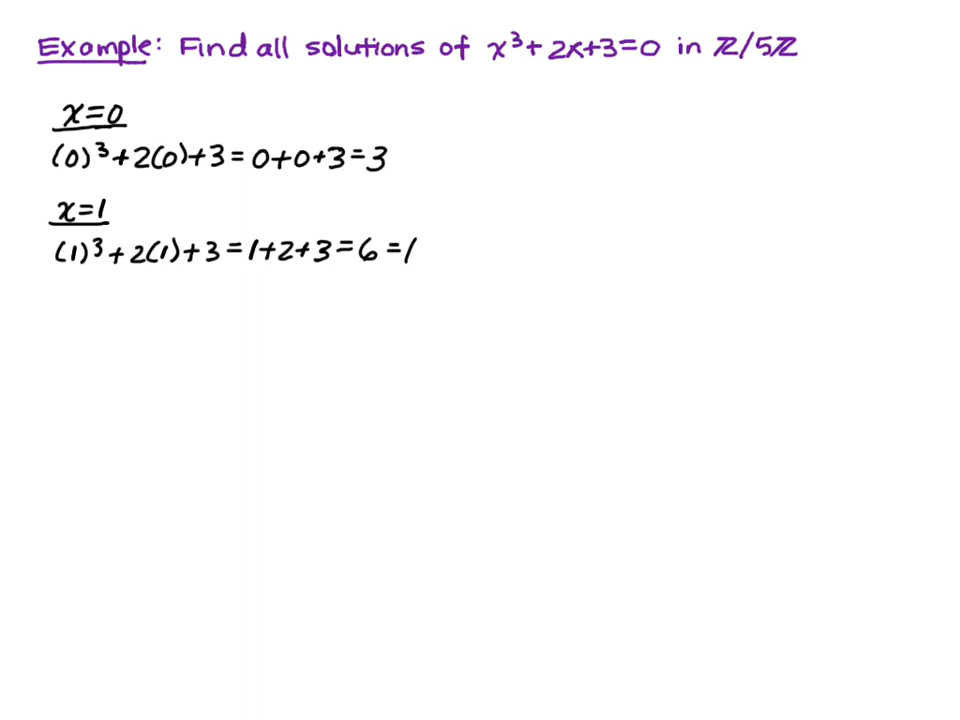 Example: Find all solutions of x³+2x+3=0 in ℤ/5ℤ
x=0
(0)³+2(0)+3=0+0+3=3
x=1
(1)³+2(1)+3=1+2+3=6=1